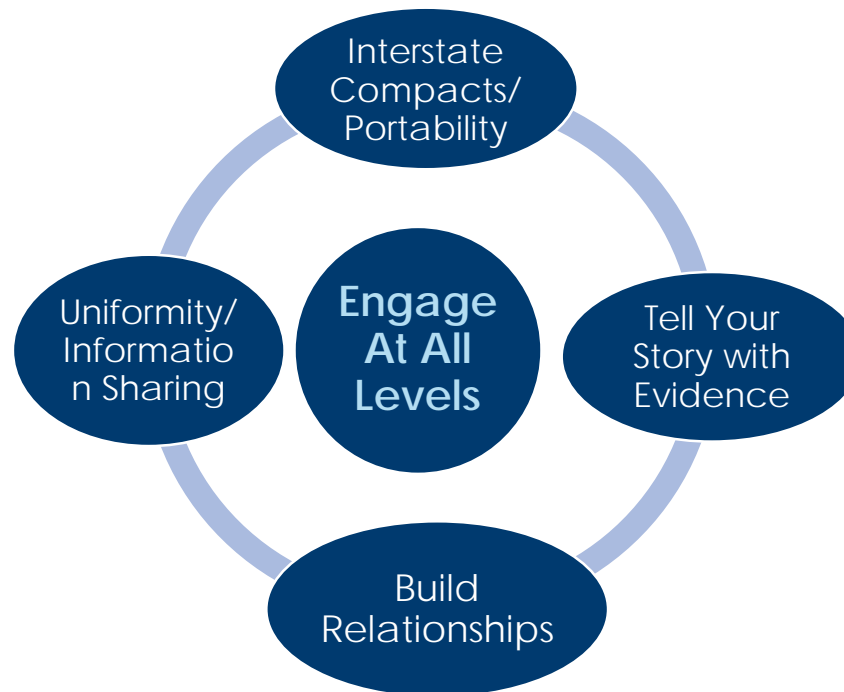 Interstate
Compacts/
Portability
Uniformity/
Informatio
n Sharing
Engage
At All
Levels
Tell Your
Story with
Evidence
Build
Relationships